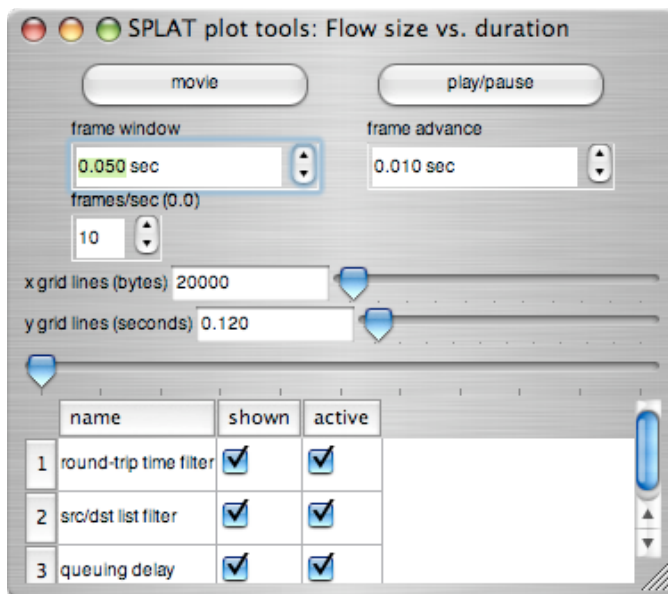 SPLAT plot tools: Flow size vs. duration
movie play/pause
frame window frame advance
0.050 sec 0.010 sec
frames/sec (0.0)
10
x grid lines (bytes) 20000
y grid lines (seconds) 0.120
name shown active
1 round-trip time filter
2 src/dst list filter
3 queuing delay